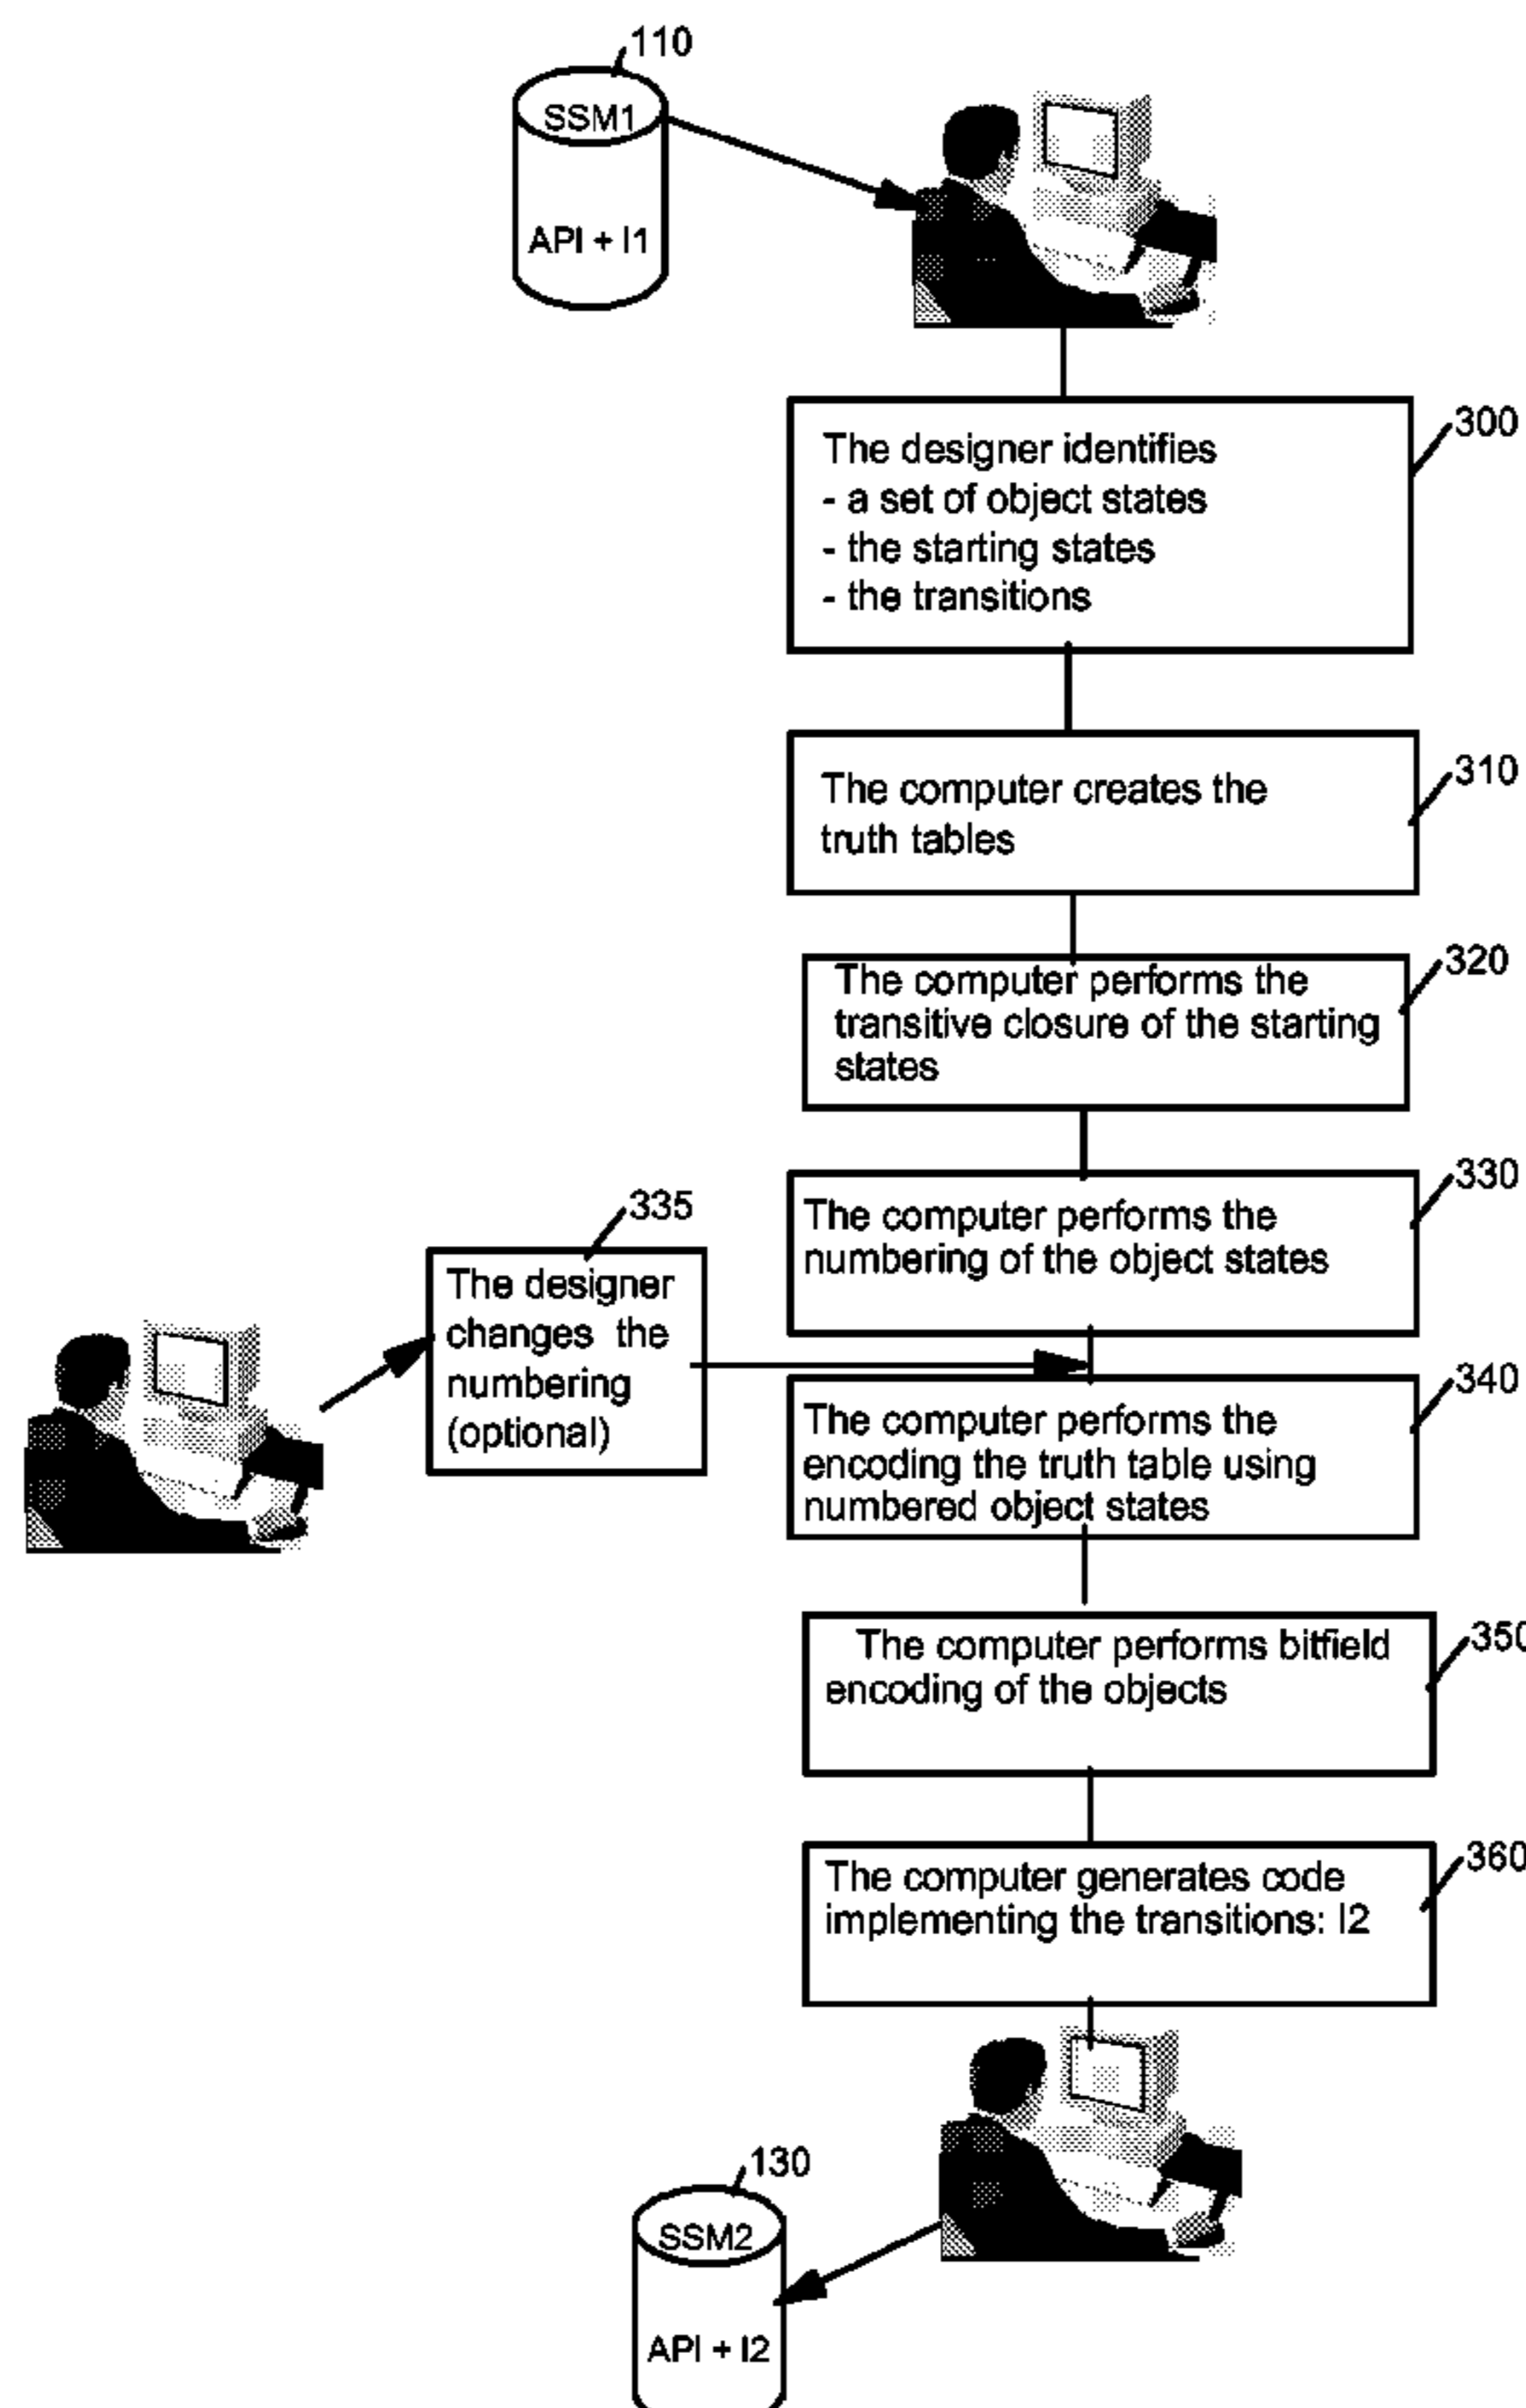 110
SSM1
API + I1
300
The designer identifies
- a set of object states
- the starting states
- the transitions
310
The computer creates the
truth tables
320
The computer performs the
transitive closure of the starting
states
330
The computer performs the
numbering of the object states
335
The designer
changes the
numbering
(optional)
340
The computer performs the
encoding the truth table using
numbered object states
350
The computer performs bitfield
encoding of the objects
360
The computer generates code
implementing the transitions: I2
130
SSM2
API + I2